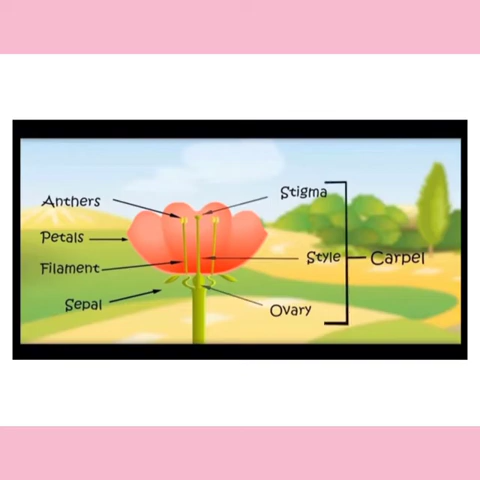 Anthers
Petals
Filament
Sepal
Stigma
Style
Ovary
Carpel